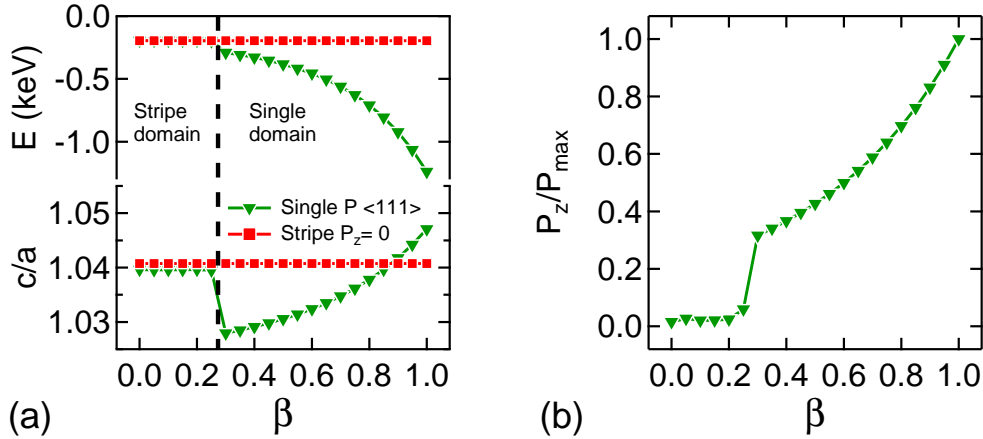 0.0
-0.5
-1.0
E (keV)
Stripe
domain
Single
domain
1.05
1.04
1.03
c/a
Single P <111>
Stripe Pz= 0
0.0 0.2 0.4 0.6 0.8 1.0
β
(a)
1.0
0.8
0.6
0.4
0.2
0.0
Pz/Pmax
0.0 0.2 0.4 0.6 0.8 1.0
β
(b)